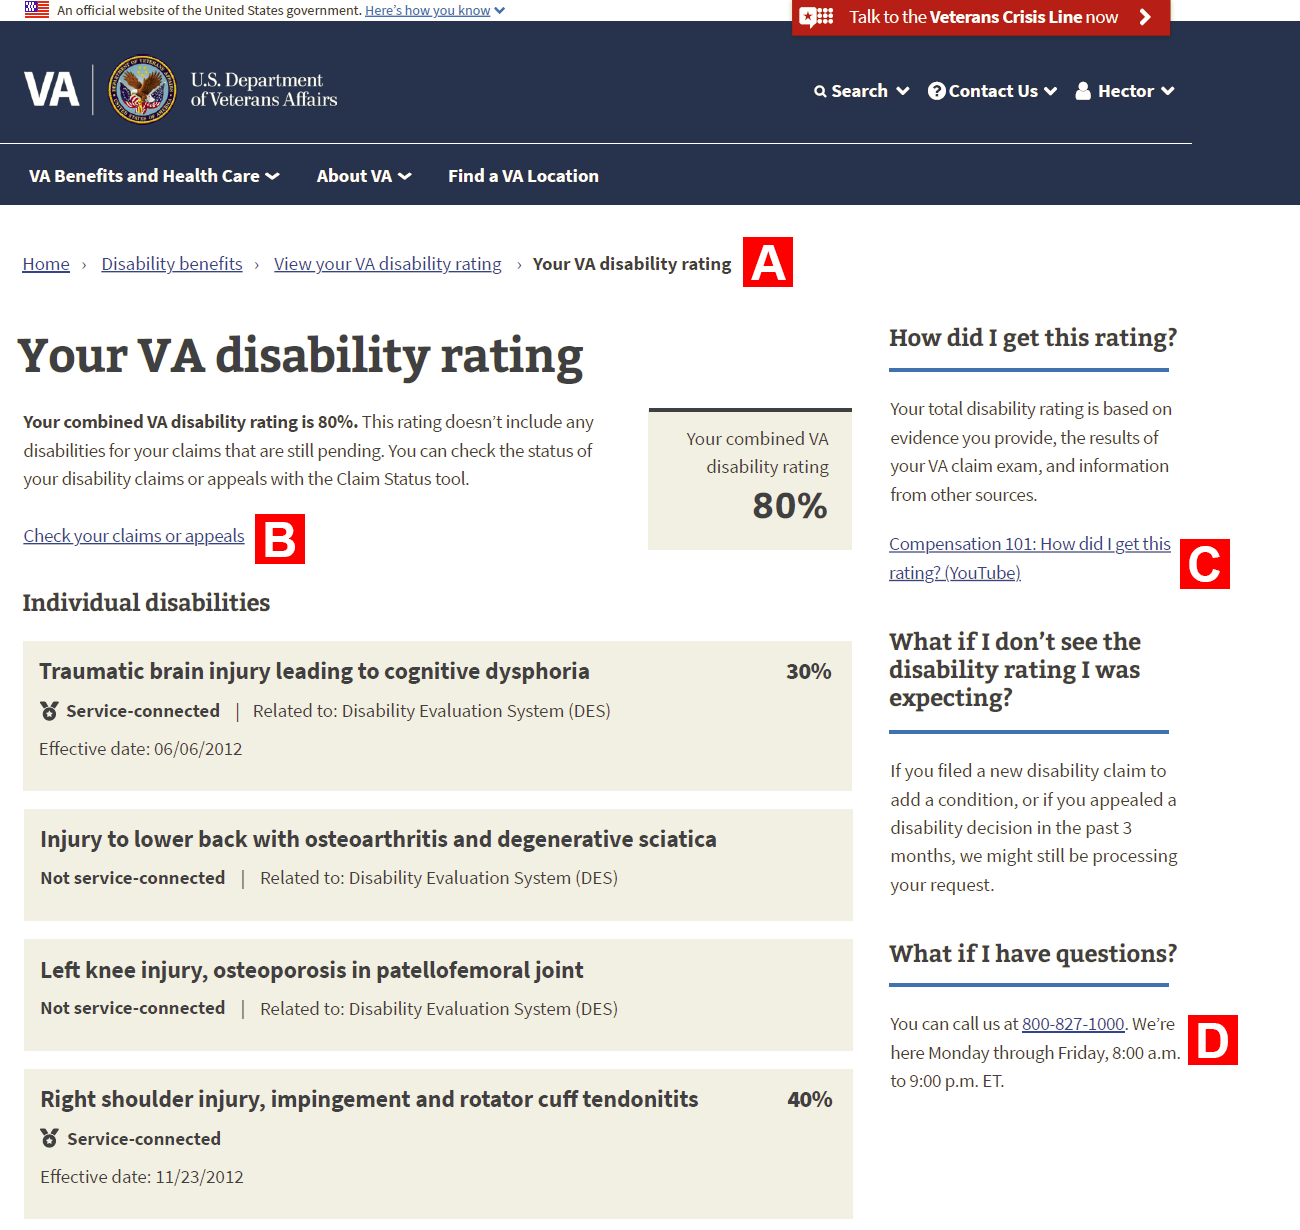 An official website of the United States government. Here's how you know
Talk to the Veterans Crisis Line now
VA
U.S. Department
of Veterans Affairs
Search
Contact Us
Hector
VA Benefits and Health Care
About VA
Find a VA Location
Home › Disability benefits › View your VA disability rating › Your VA disability rating
A
Your VA disability rating
Your combined VA disability rating is 80%. This rating doesn't include any
disabilities for your claims that are still pending. You can check the status of
your disability claims or appeals with the Claim Status tool.
Check your claims or appeals
B
Your combined VA
disability rating
80%
Individual disabilities
Traumatic brain injury leading to cognitive dysphoria 30%
Service-connected | Related to: Disability Evaluation System (DES)
Effective date: 06/06/2012
Injury to lower back with osteoarthritis and degenerative sciatica
Not service-connected | Related to: Disability Evaluation System (DES)
Left knee injury, osteoporosis in patellofemoral joint
Not service-connected | Related to: Disability Evaluation System (DES)
Right shoulder injury, impingement and rotator cuff tendonitits 40%
Service-connected
Effective date: 11/23/2012
How did I get this rating?
Your total disability rating is based on
evidence you provide, the results of
your VA claim exam, and information
from other sources.
Compensation 101: How did I get this
rating? (YouTube)
C
What if I don't see the
disability rating I was
expecting?
If you filed a new disability claim to
add a condition, or if you appealed a
disability decision in the past 3
months, we might still be processing
your request.
What if I have questions?
You can call us at 800-827-1000. We're
here Monday through Friday, 8:00 a.m.
to 9:00 p.m. ET.
D